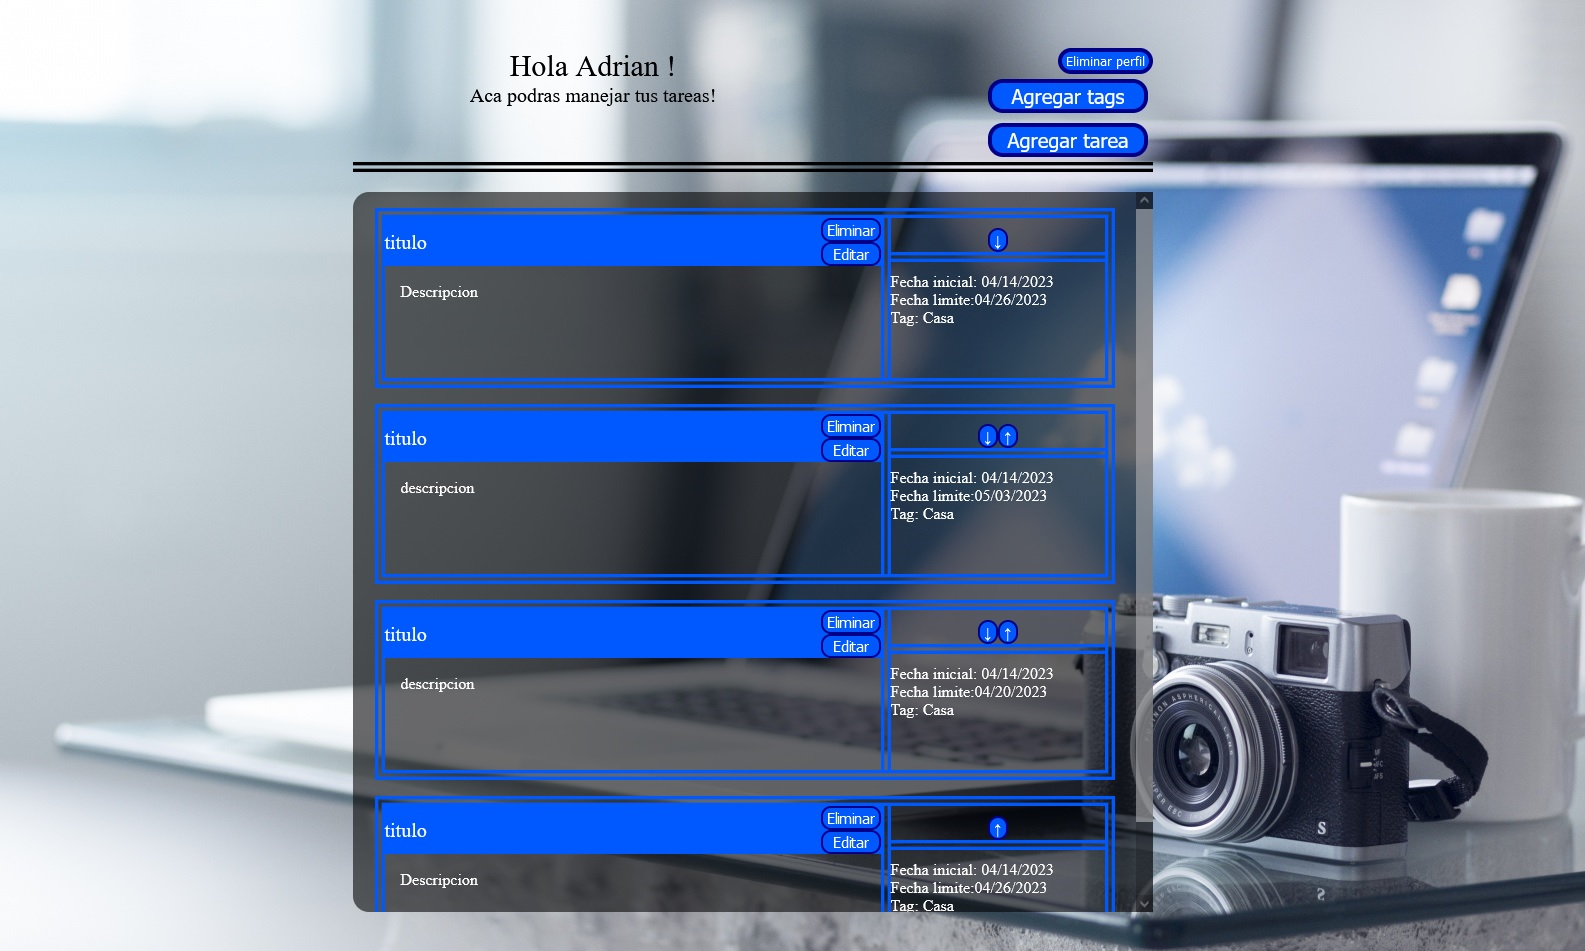 Hola Adrian !
Aca podras manejar tus tareas!
Eliminar perfil
Agregar tags
Agregar tarea
titulo
Eliminar
Editar
↓
Descripcion
Fecha inicial: 04/14/2023
Fecha limite:04/26/2023
Tag: Casa
titulo
Eliminar
Editar
↓ ↑
descripcion
Fecha inicial: 04/14/2023
Fecha limite:05/03/2023
Tag: Casa
titulo
Eliminar
Editar
↓ ↑
descripcion
Fecha inicial: 04/14/2023
Fecha limite:04/20/2023
Tag: Casa
titulo
Eliminar
Editar
↑
Descripcion
Fecha inicial: 04/14/2023
Fecha limite:04/26/2023
Tag: Casa
S